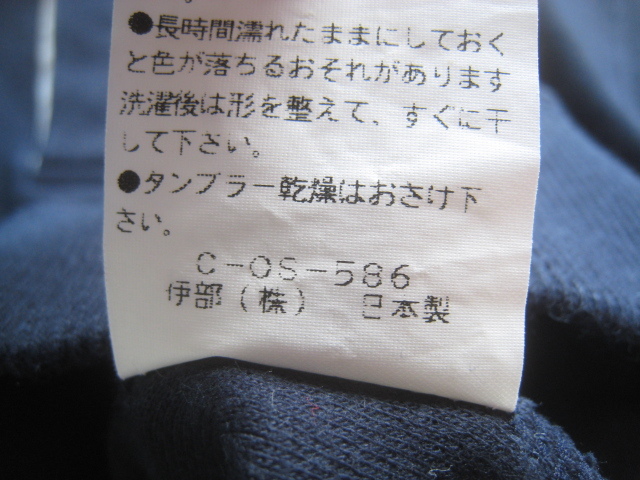 ●長時間濡れたままにしておく
と色が落ちるおそれがあります
洗濯後は形を整えて、すぐに干
して下さい。
●タンブラー乾燥はおさけ下
さい。
C-OS-586
伊部(株) 日本製